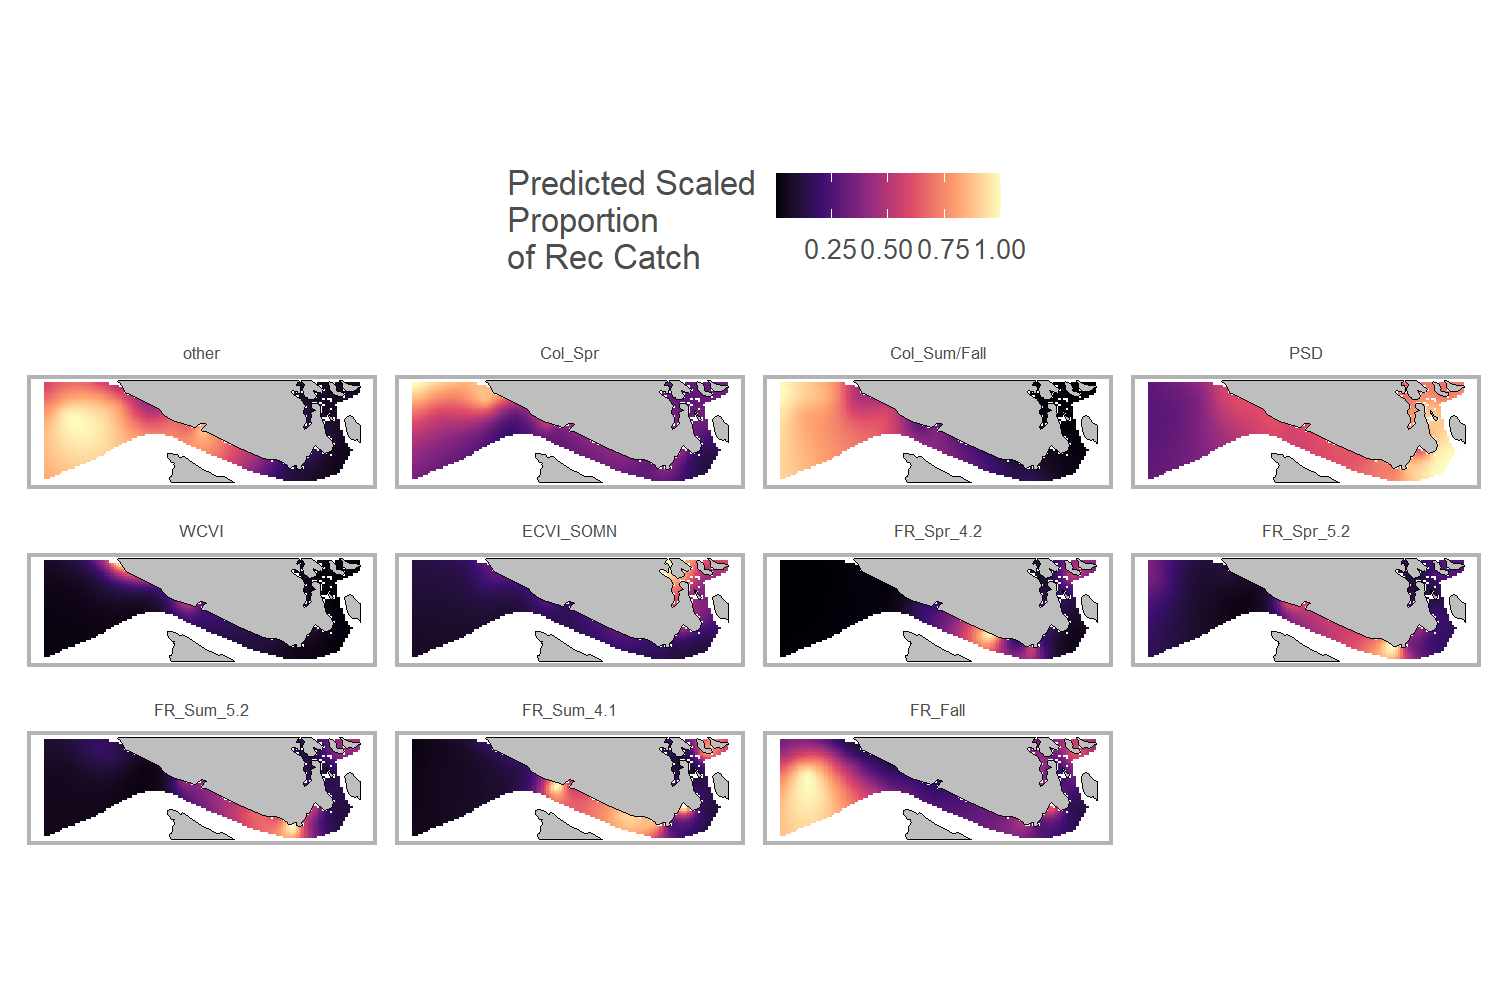 Predicted Scaled
Proportion
of Rec Catch
0.25 0.50 0.75 1.00
other Col_Spr Col_Sum/Fall PSD
WCVI ECVI_SOMN FR_Spr_4.2 FR_Spr_5.2
FR_Sum_5.2 FR_Sum_4.1 FR_Fall